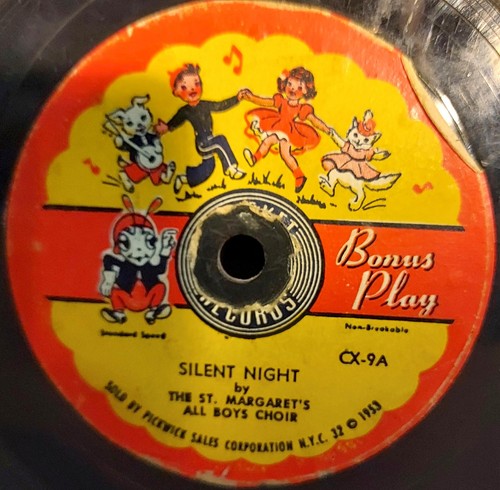 RECORDS
Bonus
Play
Standard Speed
Non-Breakable
CX-9A
SILENT NIGHT
by
THE ST. MARGARET'S
ALL BOYS CHOIR
SOLD BY PICKWICK SALES CORPORATION N.Y.C. 32 © 1953